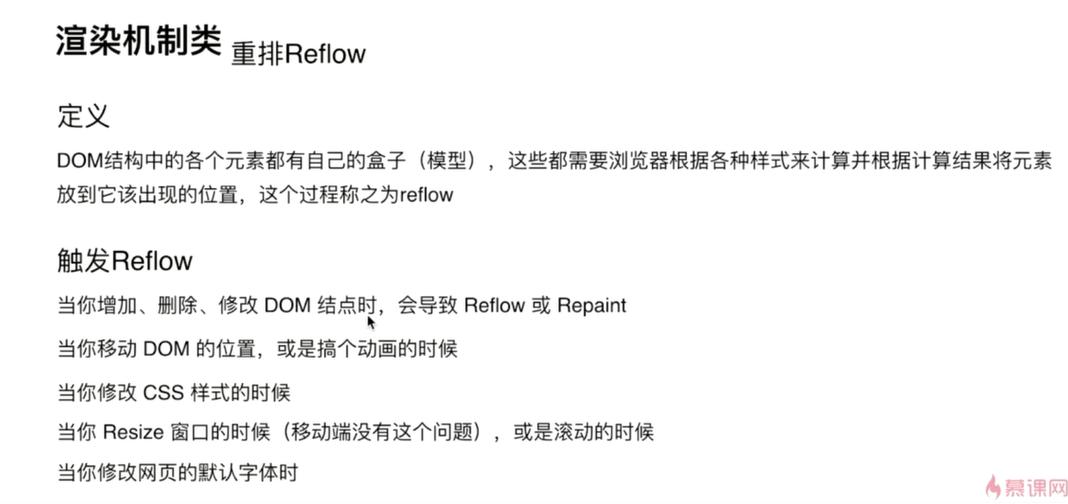 渲染机制类 重排Reflow
定义
DOM结构中的各个元素都有自己的盒子（模型），这些都需要浏览器根据各种样式来计算并根据计算结果将元素
放到它该出现的位置，这个过程称之为reflow
触发Reflow
当你增加、删除、修改 DOM 结点时，会导致 Reflow 或 Repaint
当你移动 DOM 的位置，或是搞个动画的时候
当你修改 CSS 样式的时候
当你 Resize 窗口的时候（移动端没有这个问题），或是滚动的时候
当你修改网页的默认字体时
慕课网